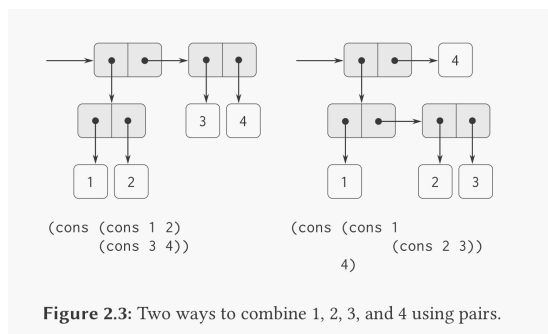 4
3 4
1 2
1
2 3
(cons (cons 1 2)
(cons 3 4))
(cons (cons 1
(cons 2 3))
4)
Figure 2.3: Two ways to combine 1, 2, 3, and 4 using pairs.